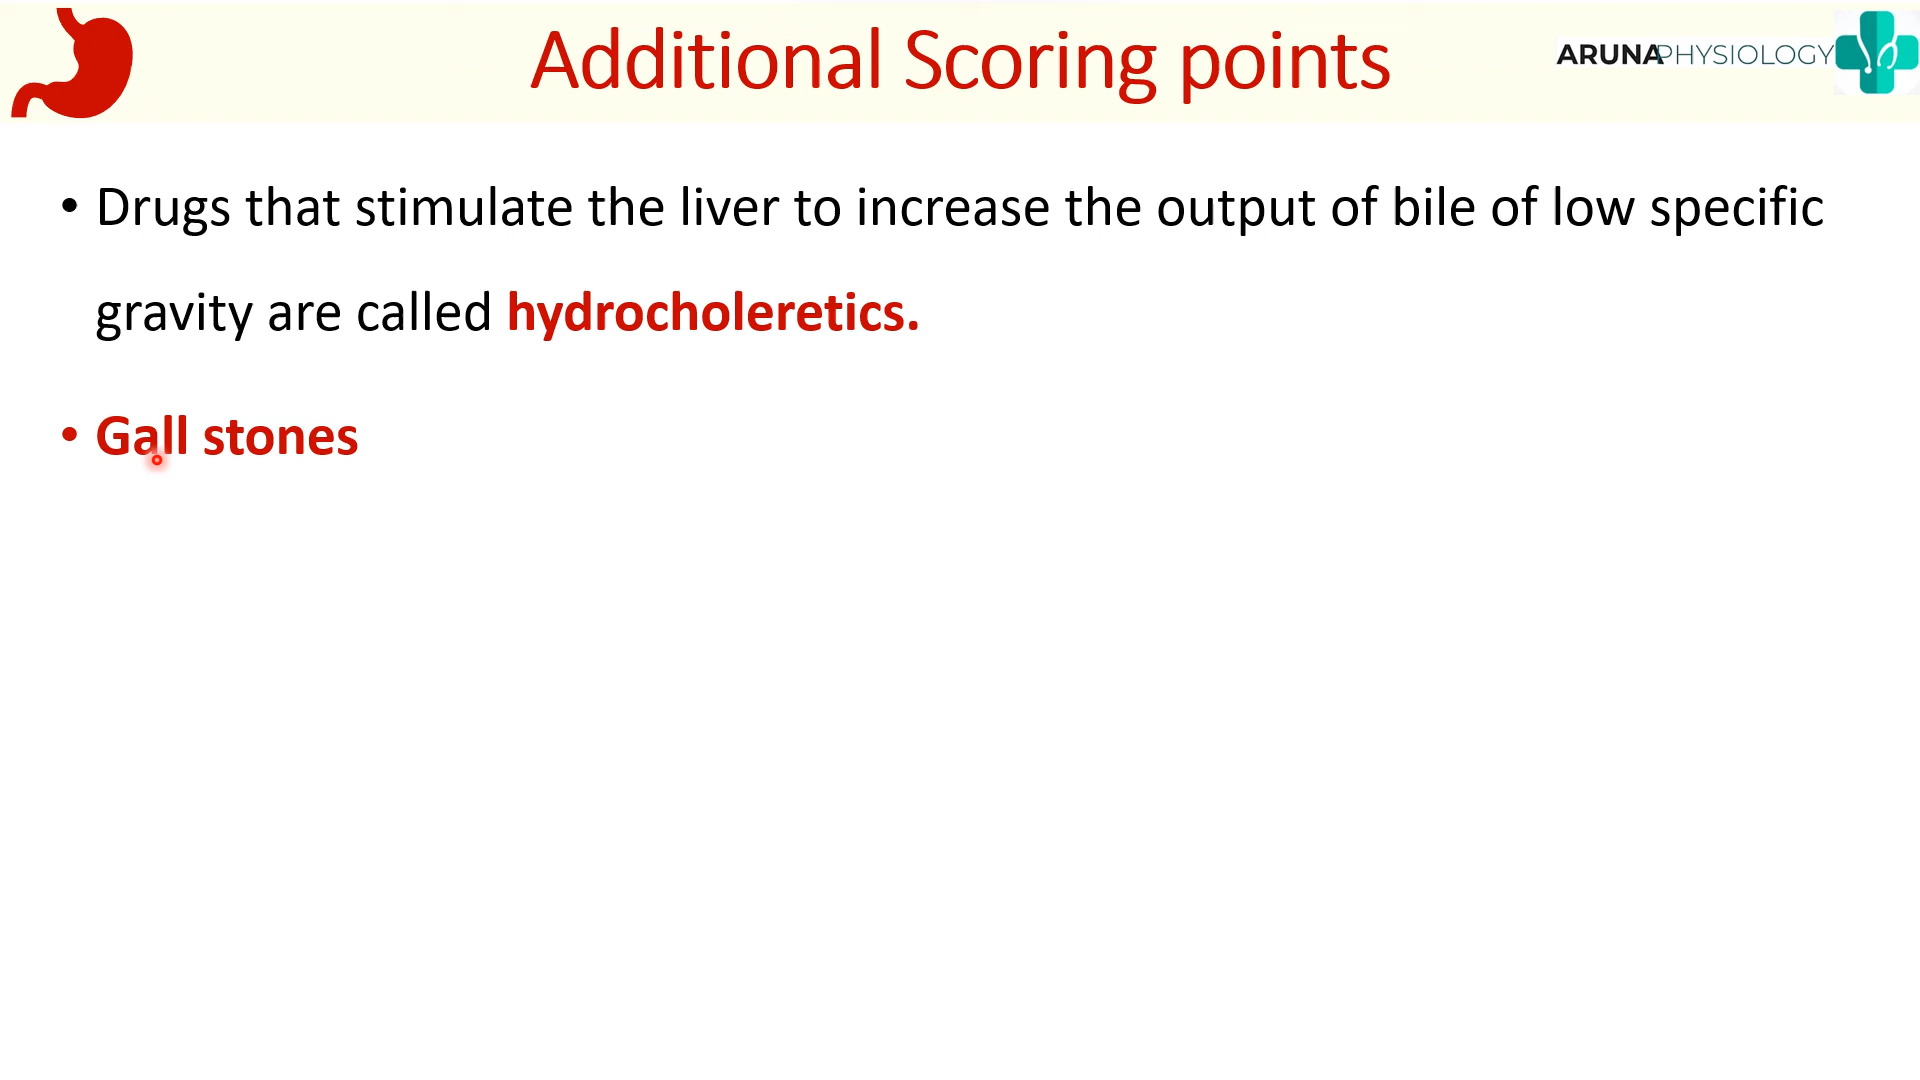 Additional Scoring points
ARUNAPHYSIOLOGY
• Drugs that stimulate the liver to increase the output of bile of low specific
gravity are called hydrocholeretics.
• Gall stones